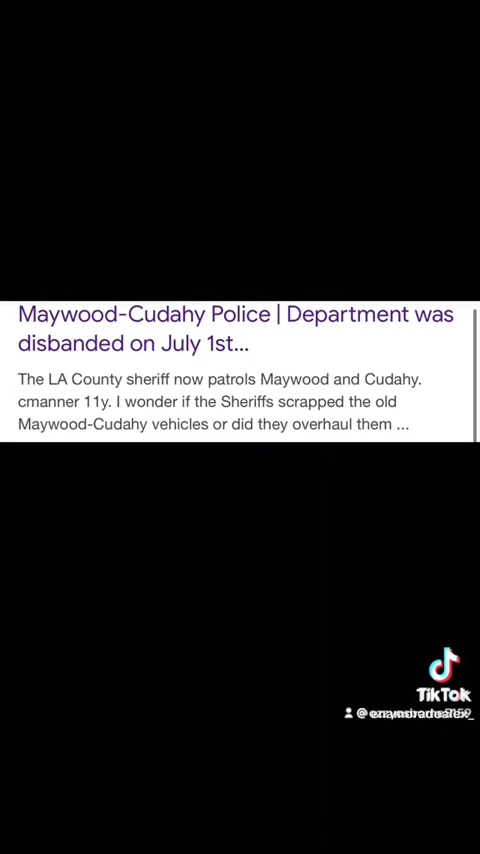 Maywood-Cudahy Police | Department was
disbanded on July 1st...
The LA County sheriff now patrols Maywood and Cudahy.
cmanner 11y. I wonder if the Sheriffs scrapped the old
Maywood-Cudahy vehicles or did they overhaul them ...
TikTok
@